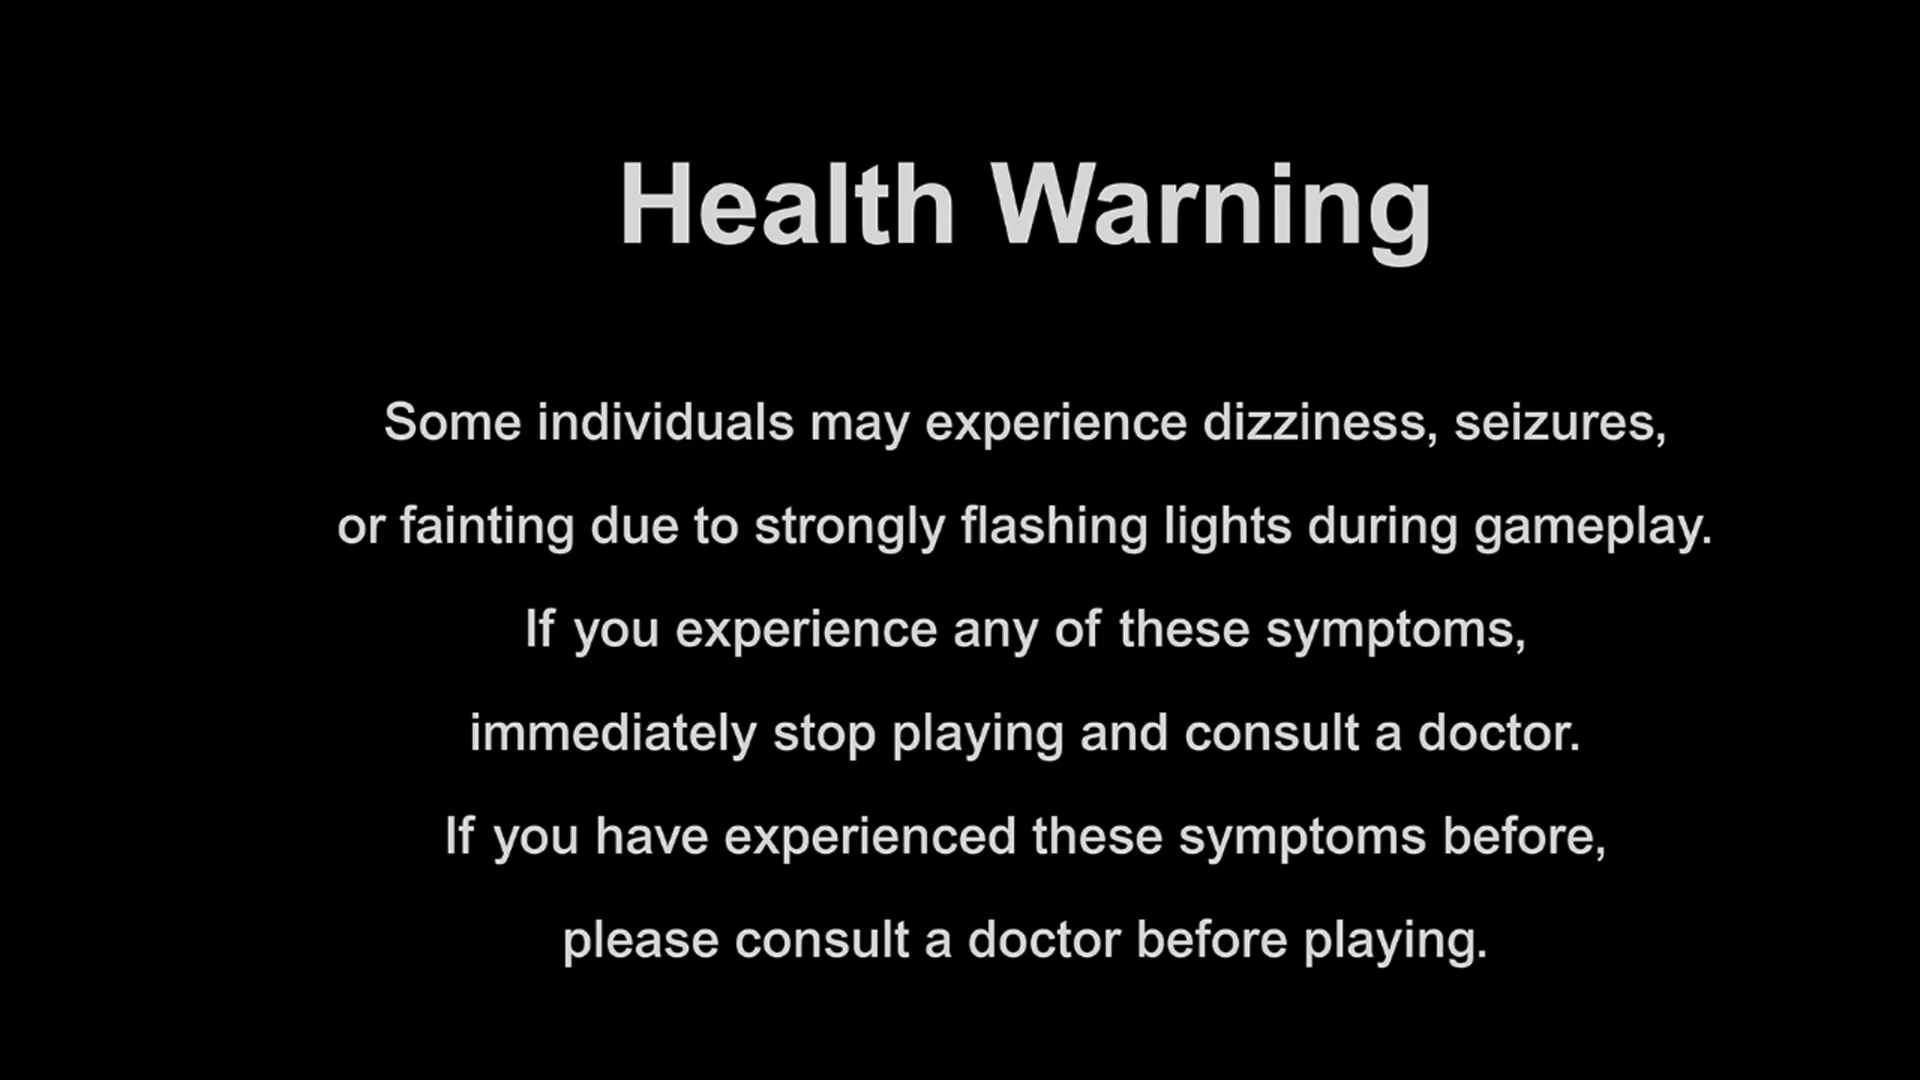 Health Warning
Some individuals may experience dizziness, seizures,
or fainting due to strongly flashing lights during gameplay.
If you experience any of these symptoms,
immediately stop playing and consult a doctor.
If you have experienced these symptoms before,
please consult a doctor before playing.